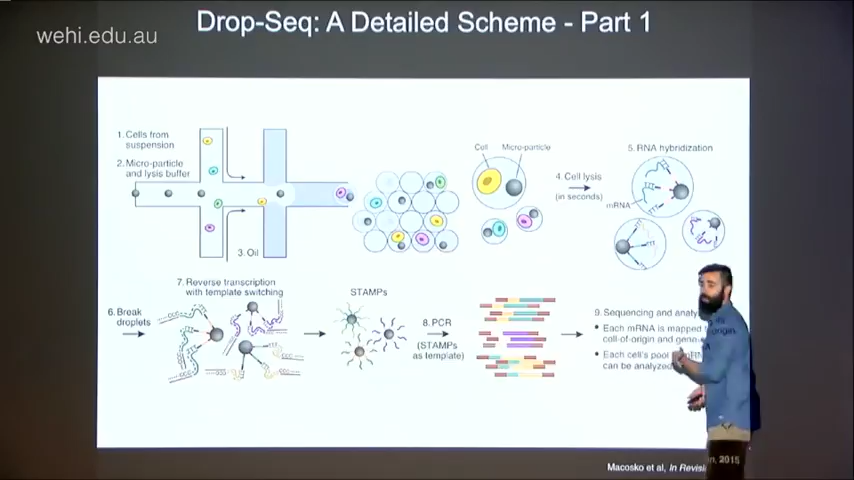 Drop-Seq: A Detailed Scheme - Part 1
wehi.edu.au
1. Cells from
suspension
2. Micro-particle
and lysis buffer
3. Oil
Cell
Micro-particle
4. Cell lysis
(in seconds)
5. RNA hybridization
mRNA
6. Break
droplets
7. Reverse transcription
with template switching
STAMPs
8. PCR
(STAMPs
as template)
9. Sequencing and
• Each mRNA is mapped origin
cell-of-origin and
• Each cell's pool
can be analyzed
Macosko et al, In 2015